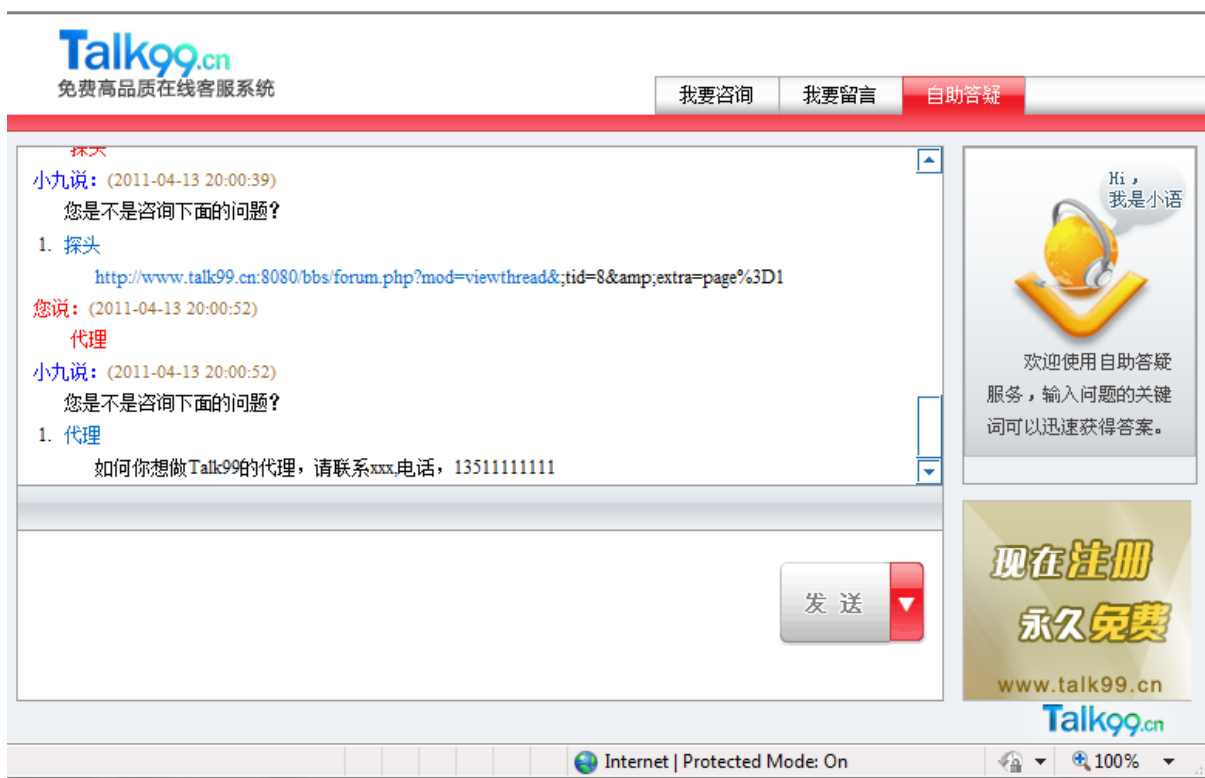 Talk99.cn
免费高品质在线客服系统
我要咨询 我要留言 自助答疑
探头
小九说：(2011-04-13 20:00:39)
您是不是咨询下面的问题？
1. 探头
http://www.talk99.cn:8080/bbs/forum.php?mod=viewthread&;tid=8&amp;extra=page%3D1
您说：(2011-04-13 20:00:52)
代理
小九说：(2011-04-13 20:00:52)
您是不是咨询下面的问题？
1. 代理
如何你想做Talk99的代理，请联系xxx,电话，13511111111
发 送
Hi，
我是小语
欢迎使用自助答疑
服务，输入问题的关键
词可以迅速获得答案。
现在注册
永久免费
www.talk99.cn
Talk99.cn
Internet | Protected Mode: On
100%